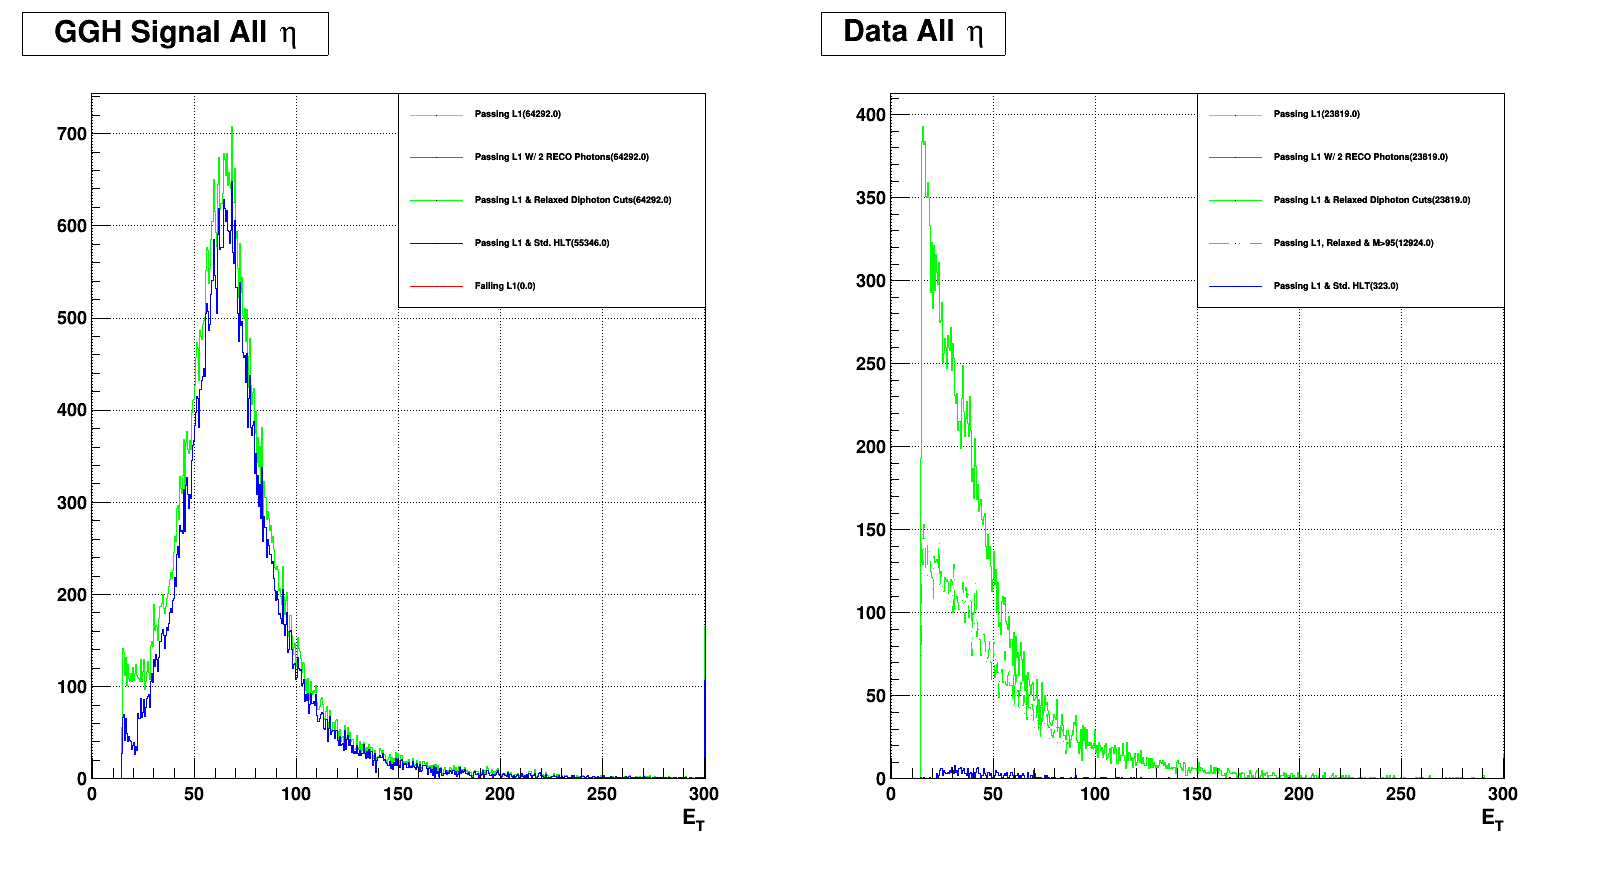 GGH Signal All η
Passing L1(64292.0)
Passing L1 W/ 2 RECO Photons(64292.0)
Passing L1 & Relaxed Diphoton Cuts(64292.0)
Passing L1 & Std. HLT(55346.0)
Failing L1(0.0)
700
600
500
400
300
200
100
0
0 50 100 150 200 250 300
E_T
Data All η
Passing L1(23819.0)
Passing L1 W/ 2 RECO Photons(23819.0)
Passing L1 & Relaxed Diphoton Cuts(23819.0)
Passing L1, Relaxed & M>95(12924.0)
Passing L1 & Std. HLT(323.0)
400
350
300
250
200
150
100
50
0
0 50 100 150 200 250 300
E_T